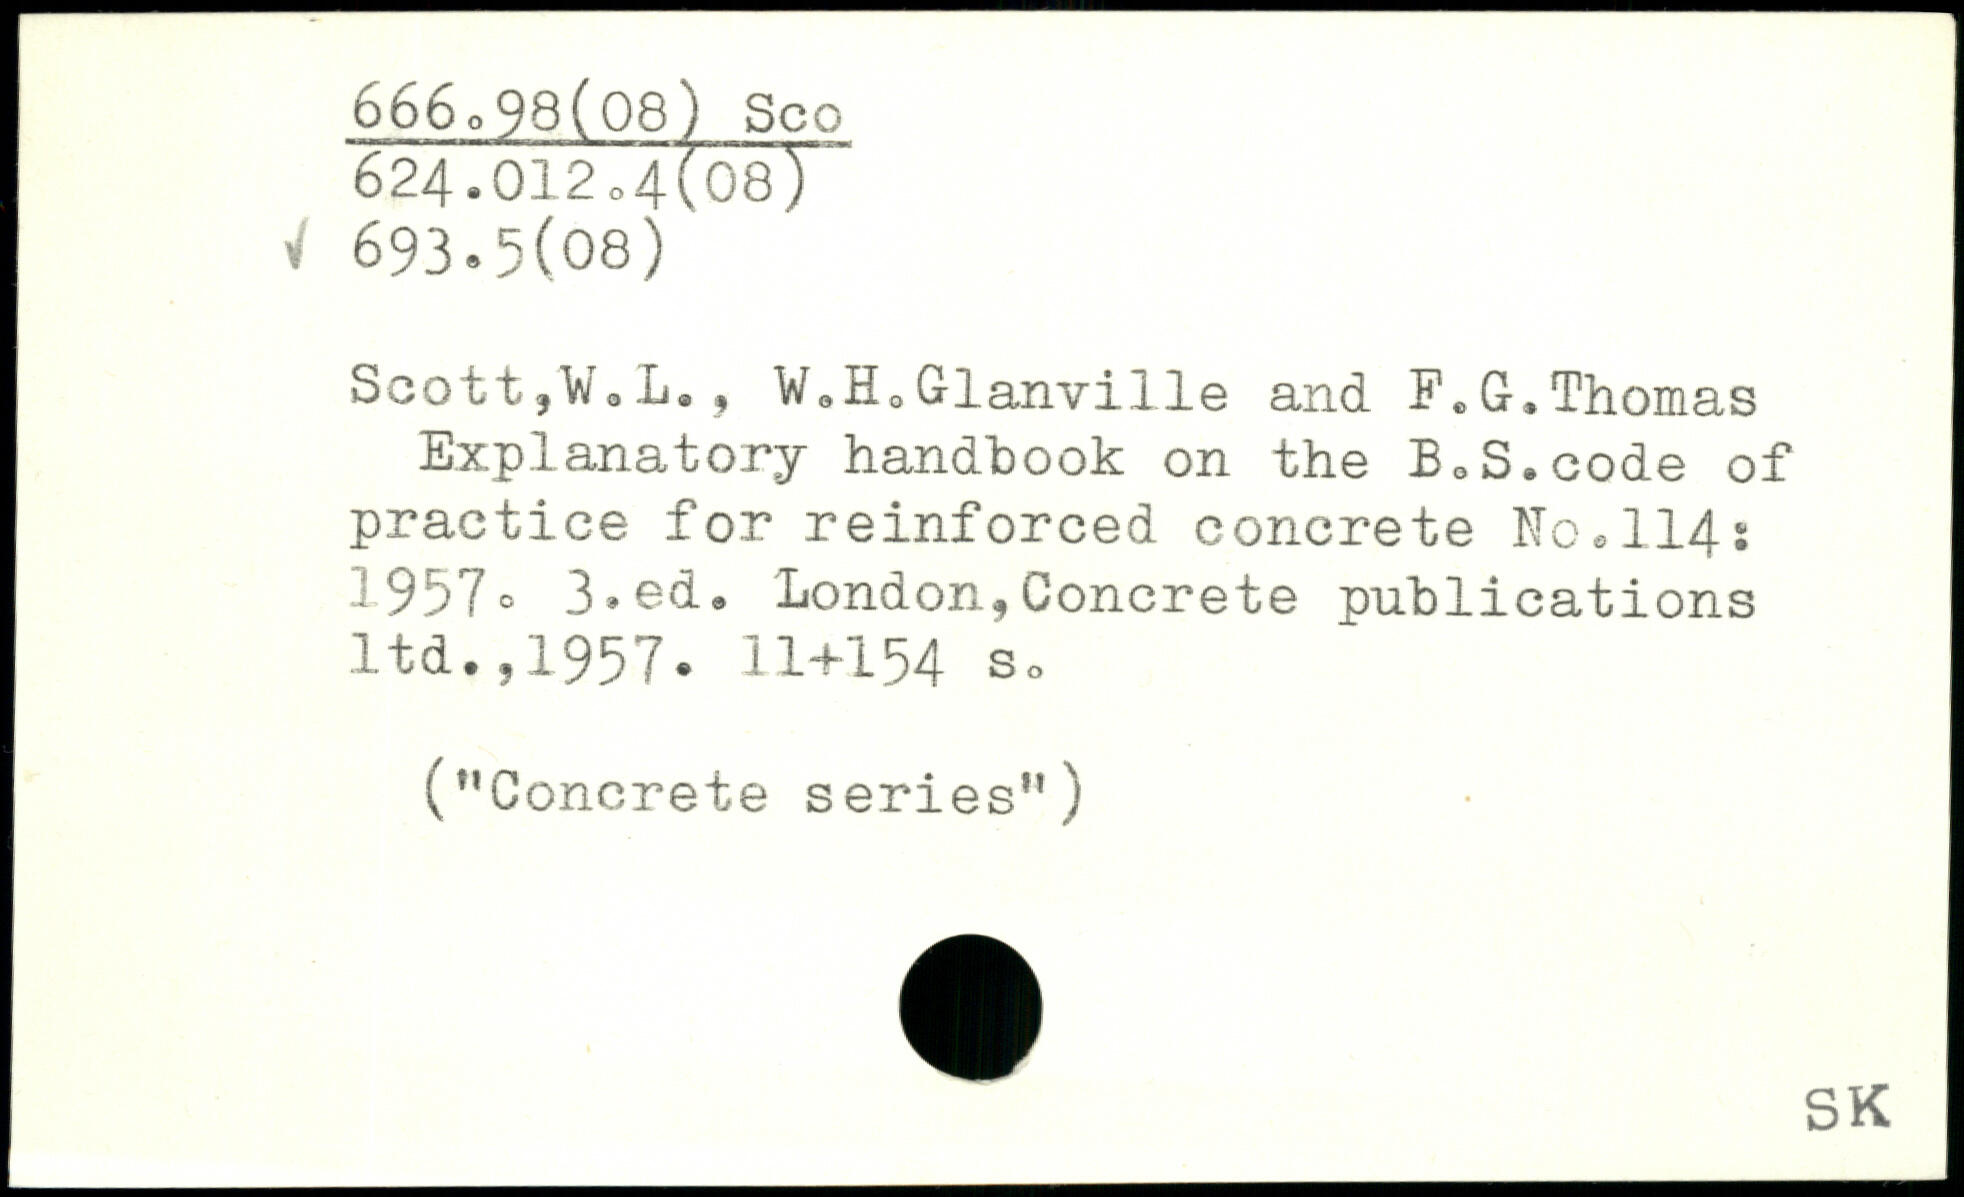 666.98(08) Sco
624.012.4(08)
✓ 693.5(08)
Scott,W.L., W.H.Glanville and F.G.Thomas
Explanatory handbook on the B.S.code of
practice for reinforced concrete No.114:
1957. 3.ed. London,Concrete publications
ltd.,1957. 11+154 s.
("Concrete series")
SK